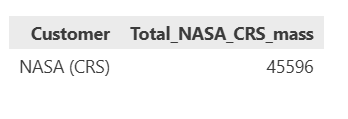 Customer Total_NASA_CRS_mass
NASA (CRS) 45596